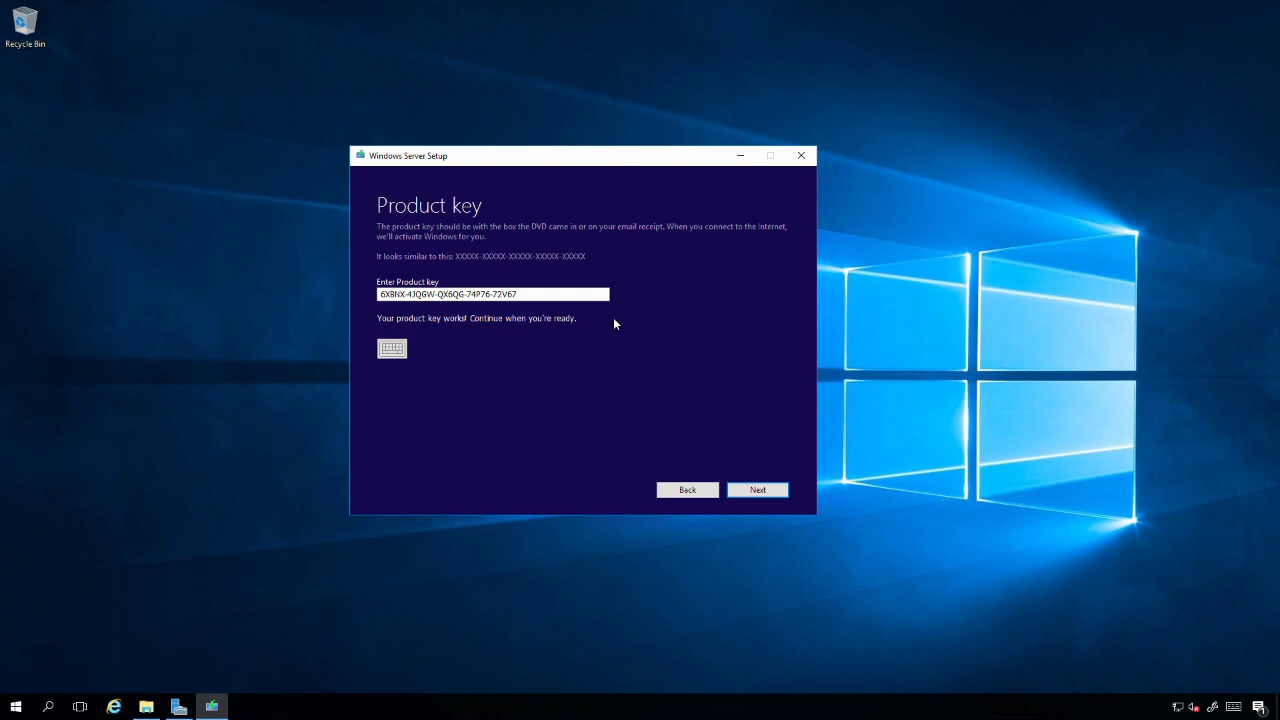 Recycle Bin
Windows Server Setup
Product key
The product key should be with the box the DVD came in or on your email receipt. When you connect to the Internet,
we'll activate Windows for you.
It looks similar to this: XXXXX-XXXXX-XXXXX-XXXXX-XXXXX
Enter Product key
6XBNX-4JQGW-QX6QG-74P76-72V67
Your product key works! Continue when you're ready.
Back
Next